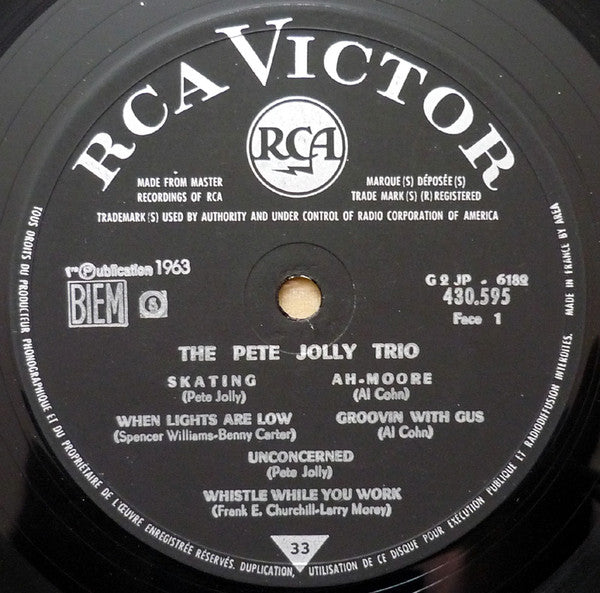 RCA VICTOR
RCA
MADE FROM MASTER
RECORDINGS OF RCA
MARQUE(S) DÉPOSÉE(S)
TRADE MARK(S) (R) REGISTERED
TRADEMARK(S) USED BY AUTHORITY AND UNDER CONTROL OF RADIO CORPORATION OF AMERICA
1re Ⓟublication 1963
BIEM
G 2 JP - 6182
430.595
Face 1
THE PETE JOLLY TRIO
SKATING
(Pete Jolly)
AH-MOORE
(Al Cohn)
WHEN LIGHTS ARE LOW
(Spencer Williams-Benny Carter)
GROOVIN WITH GUS
(Al Cohn)
UNCONCERNED
(Pete Jolly)
WHISTLE WHILE YOU WORK
(Frank E. Churchill-Larry Morey)
33
TOUS DROITS DU PRODUCTEUR PHONOGRAPHIQUE ET DU PROPRIÉTAIRE DE L'ŒUVRE ENREGISTRÉE RÉSERVÉS. DUPLICATION, UTILISATION DE CE DISQUE POUR EXÉCUTION PUBLIQUE ET RADIODIFFUSION INTERDITES. MADE IN FRANCE BY AREA